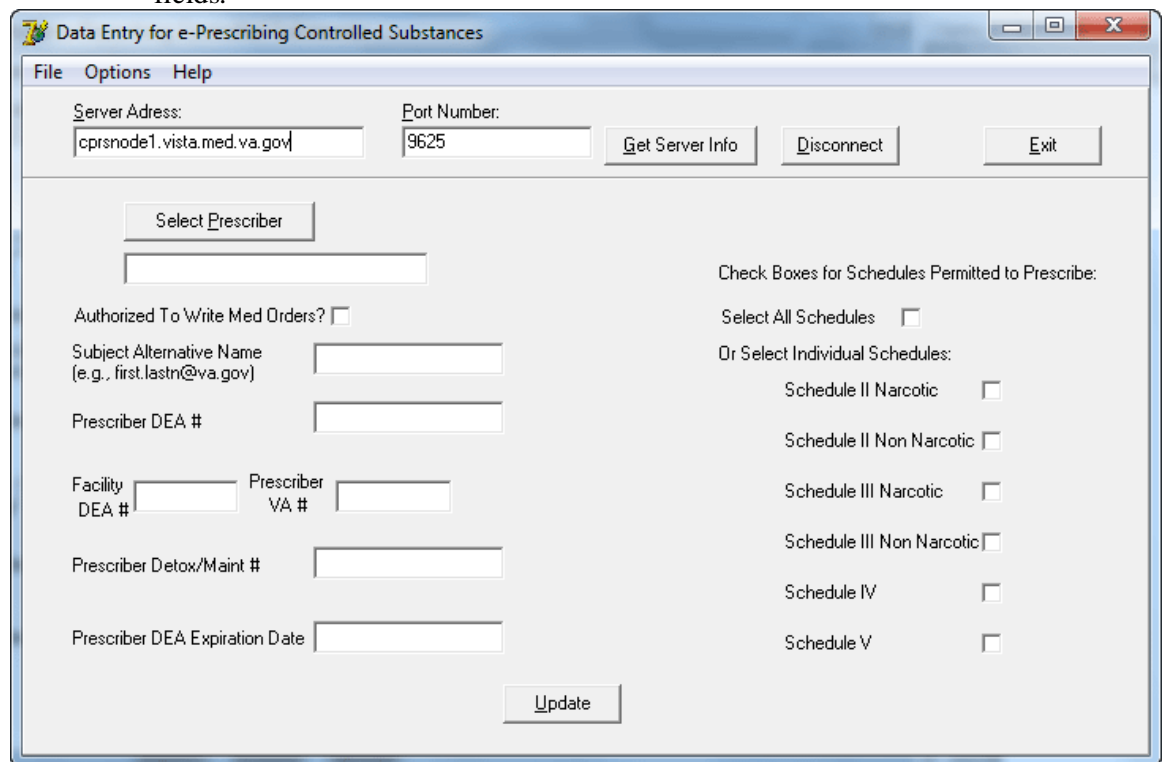 fields.
Data Entry for e-Prescribing Controlled Substances
File Options Help
Server Adress: Port Number:
cprsnode1.vista.med.va.gov 9625 Get Server Info Disconnect Exit
Select Prescriber
Check Boxes for Schedules Permitted to Prescribe:
Authorized To Write Med Orders? Select All Schedules
Subject Alternative Name Or Select Individual Schedules:
(e.g., first.lastn@va.gov)
Schedule II Narcotic
Prescriber DEA #
Schedule II Non Narcotic
Facility Prescriber Schedule III Narcotic
DEA # VA #
Schedule III Non Narcotic
Prescriber Detox/Maint #
Schedule IV
Prescriber DEA Expiration Date Schedule V
Update